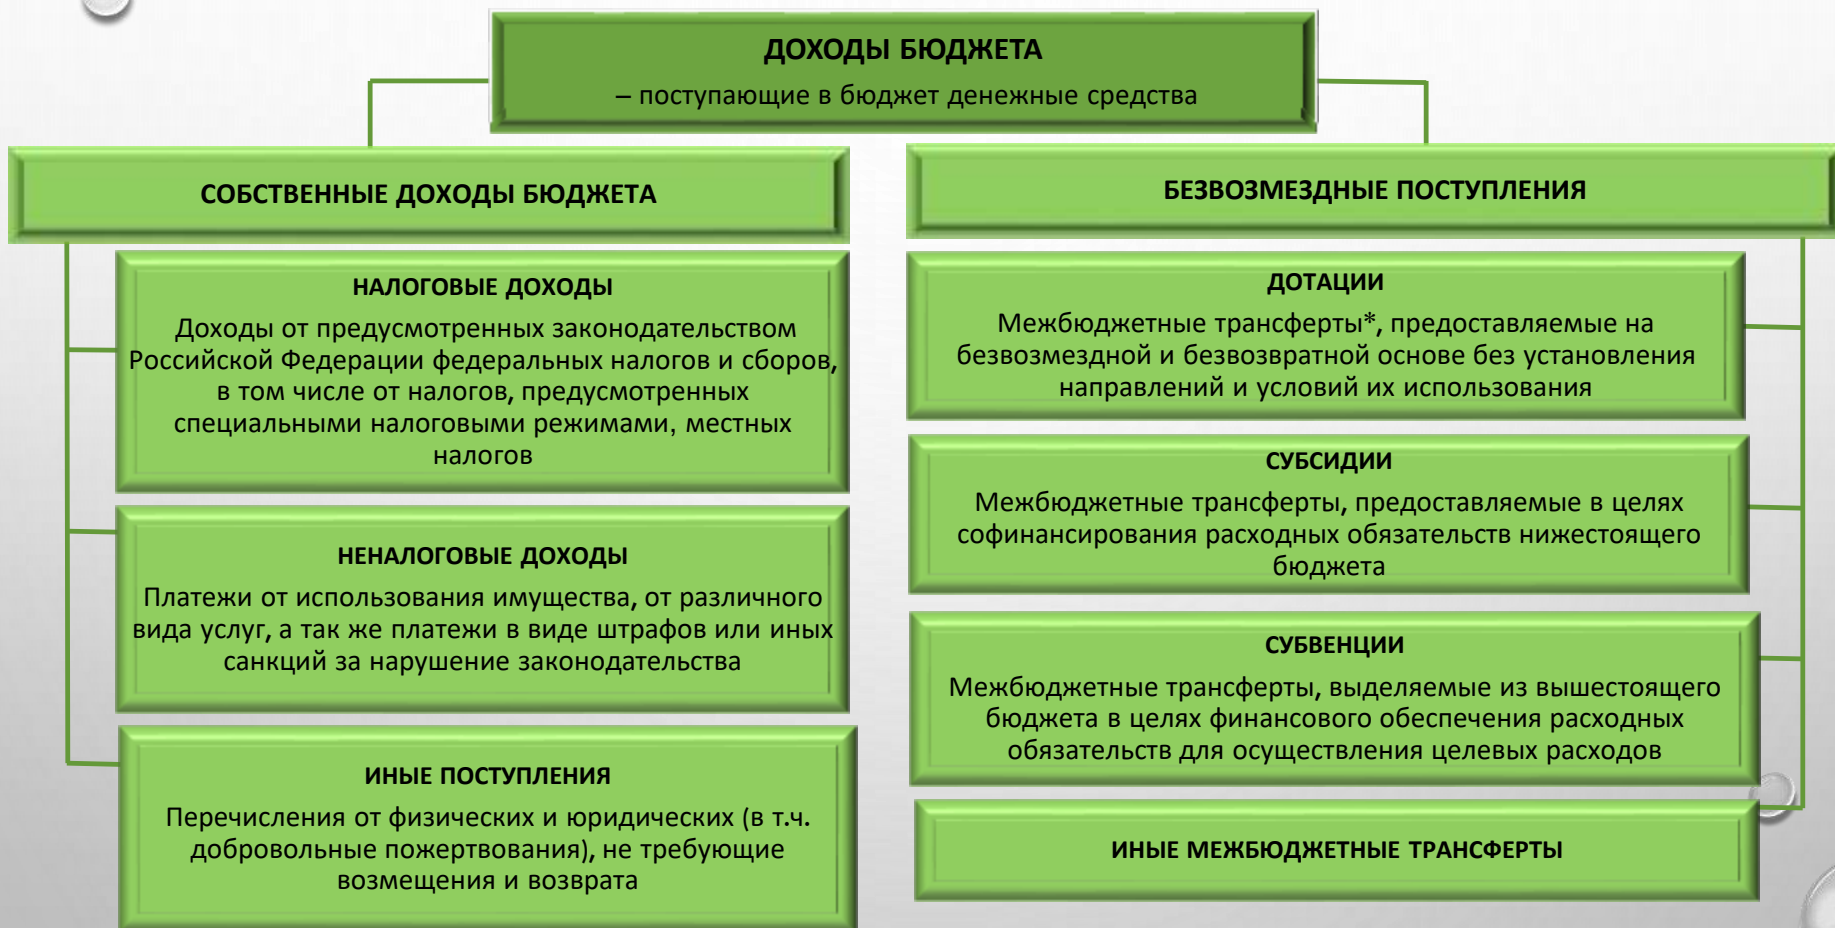 ДОХОДЫ БЮДЖЕТА
– поступающие в бюджет денежные средства
СОБСТВЕННЫЕ ДОХОДЫ БЮДЖЕТА
НАЛОГОВЫЕ ДОХОДЫ
Доходы от предусмотренных законодательством
Российской Федерации федеральных налогов и сборов,
в том числе от налогов, предусмотренных
специальными налоговыми режимами, местных
налогов
НЕНАЛОГОВЫЕ ДОХОДЫ
Платежи от использования имущества, от различного
вида услуг, а так же платежи в виде штрафов или иных
санкций за нарушение законодательства
ИНЫЕ ПОСТУПЛЕНИЯ
Перечисления от физических и юридических (в т.ч.
добровольные пожертвования), не требующие
возмещения и возврата
БЕЗВОЗМЕЗДНЫЕ ПОСТУПЛЕНИЯ
ДОТАЦИИ
Межбюджетные трансферты*, предоставляемые на
безвозмездной и безвозвратной основе без установления
направлений и условий их использования
СУБСИДИИ
Межбюджетные трансферты, предоставляемые в целях
софинансирования расходных обязательств нижестоящего
бюджета
СУБВЕНЦИИ
Межбюджетные трансферты, выделяемые из вышестоящего
бюджета в целях финансового обеспечения расходных
обязательств для осуществления целевых расходов
ИНЫЕ МЕЖБЮДЖЕТНЫЕ ТРАНСФЕРТЫ